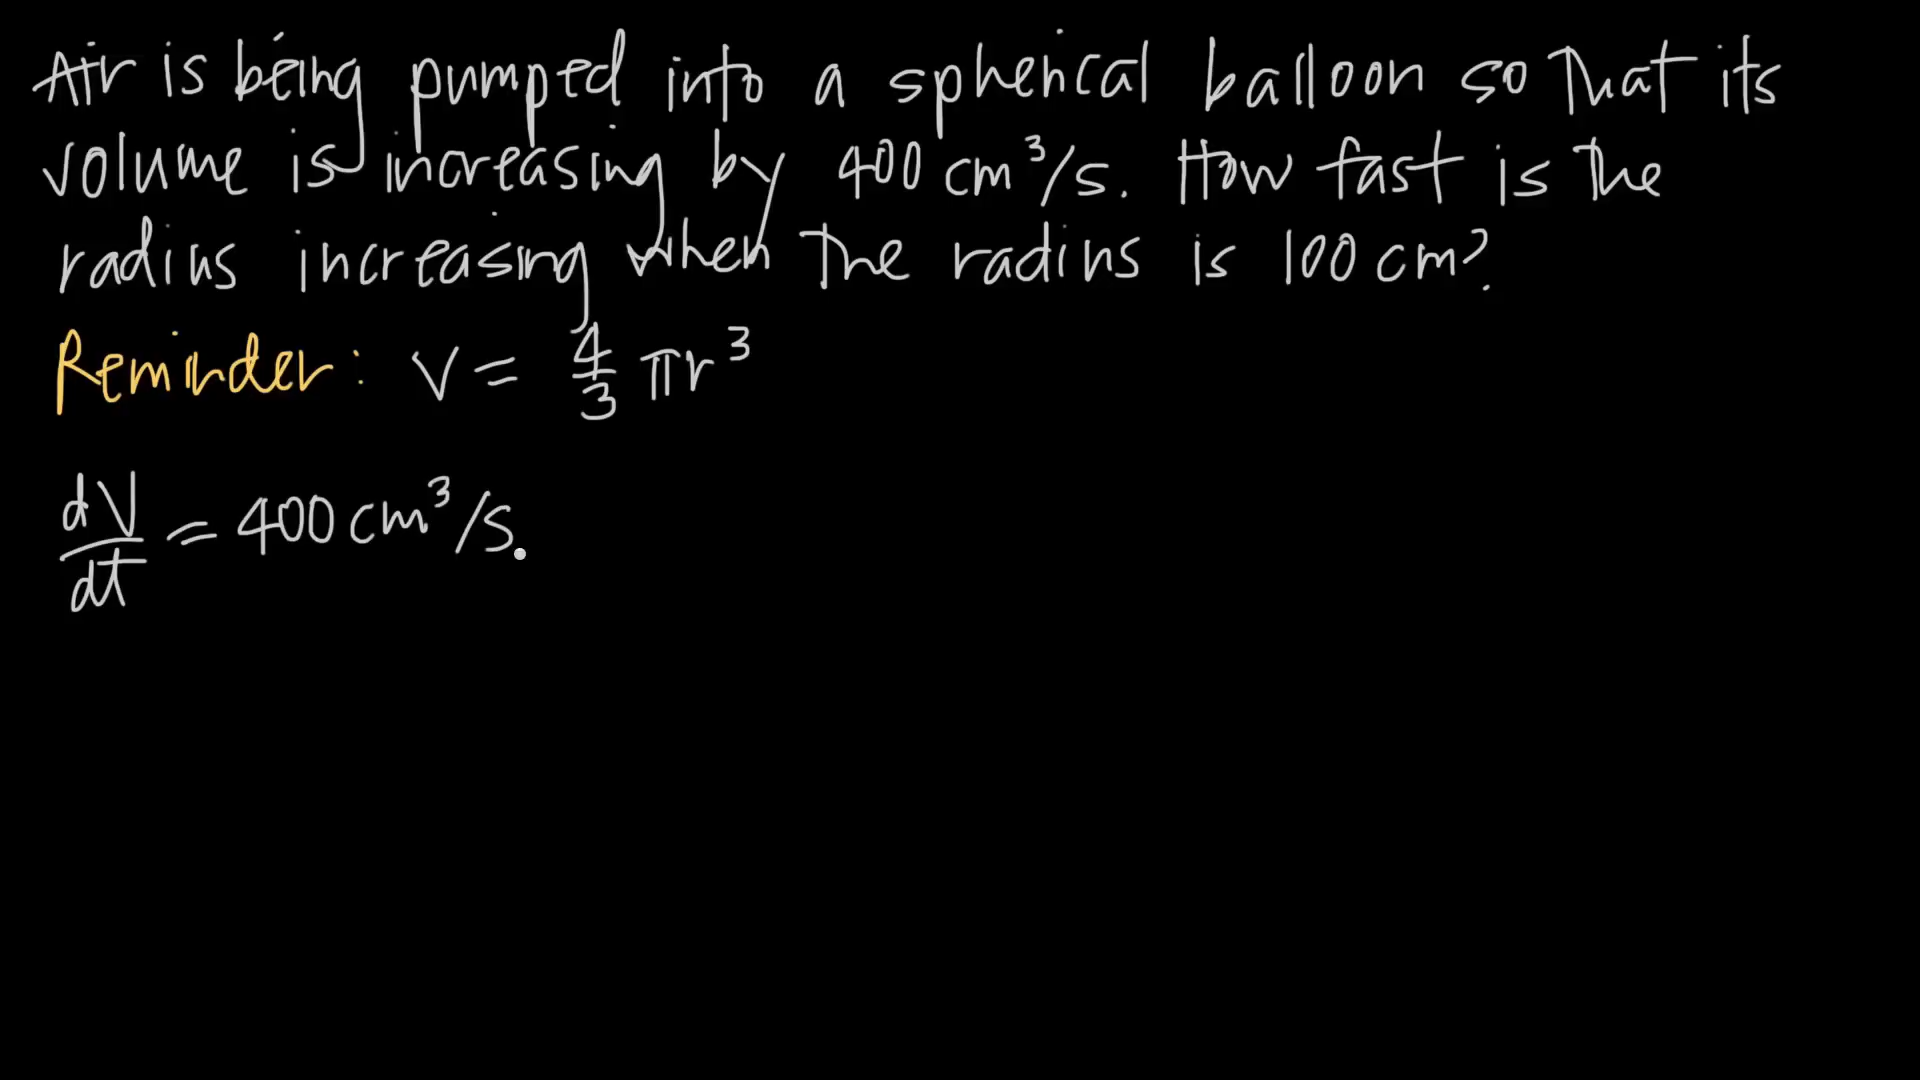 Air is being pumped into a spherical balloon so that its
volume is increasing by 400 cm³/s. How fast is the
radius increasing when the radius is 100 cm?
Reminder: V = 4/3 πr³
dV/dt = 400 cm³/s